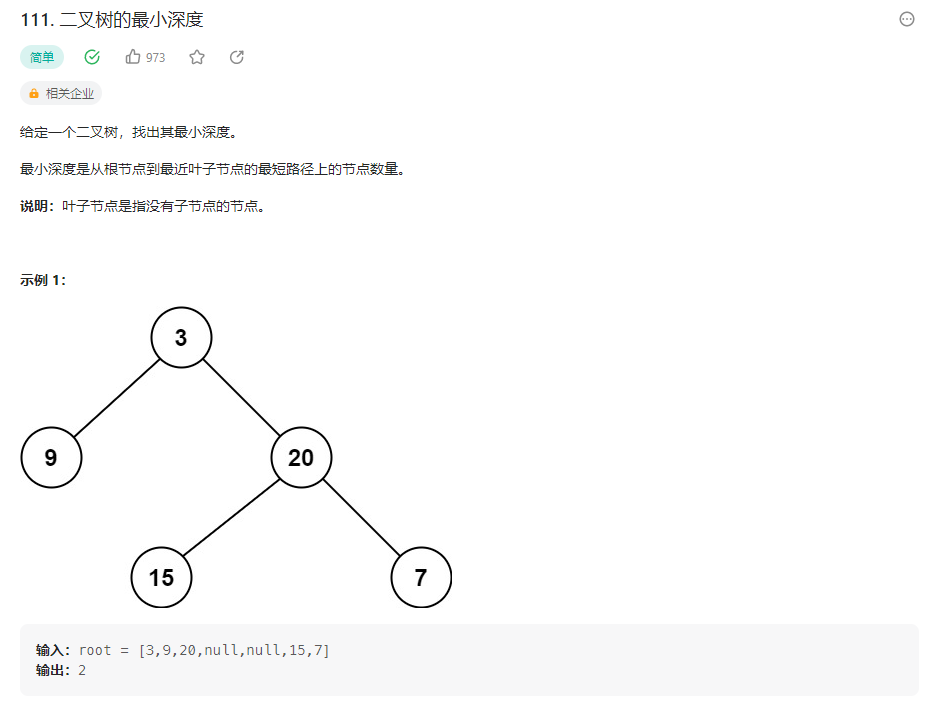 111. 二叉树的最小深度
简单 973
相关企业
给定一个二叉树，找出其最小深度。
最小深度是从根节点到最近叶子节点的最短路径上的节点数量。
说明：叶子节点是指没有子节点的节点。
示例 1：
3
9 20
15 7
输入：root = [3,9,20,null,null,15,7]
输出：2